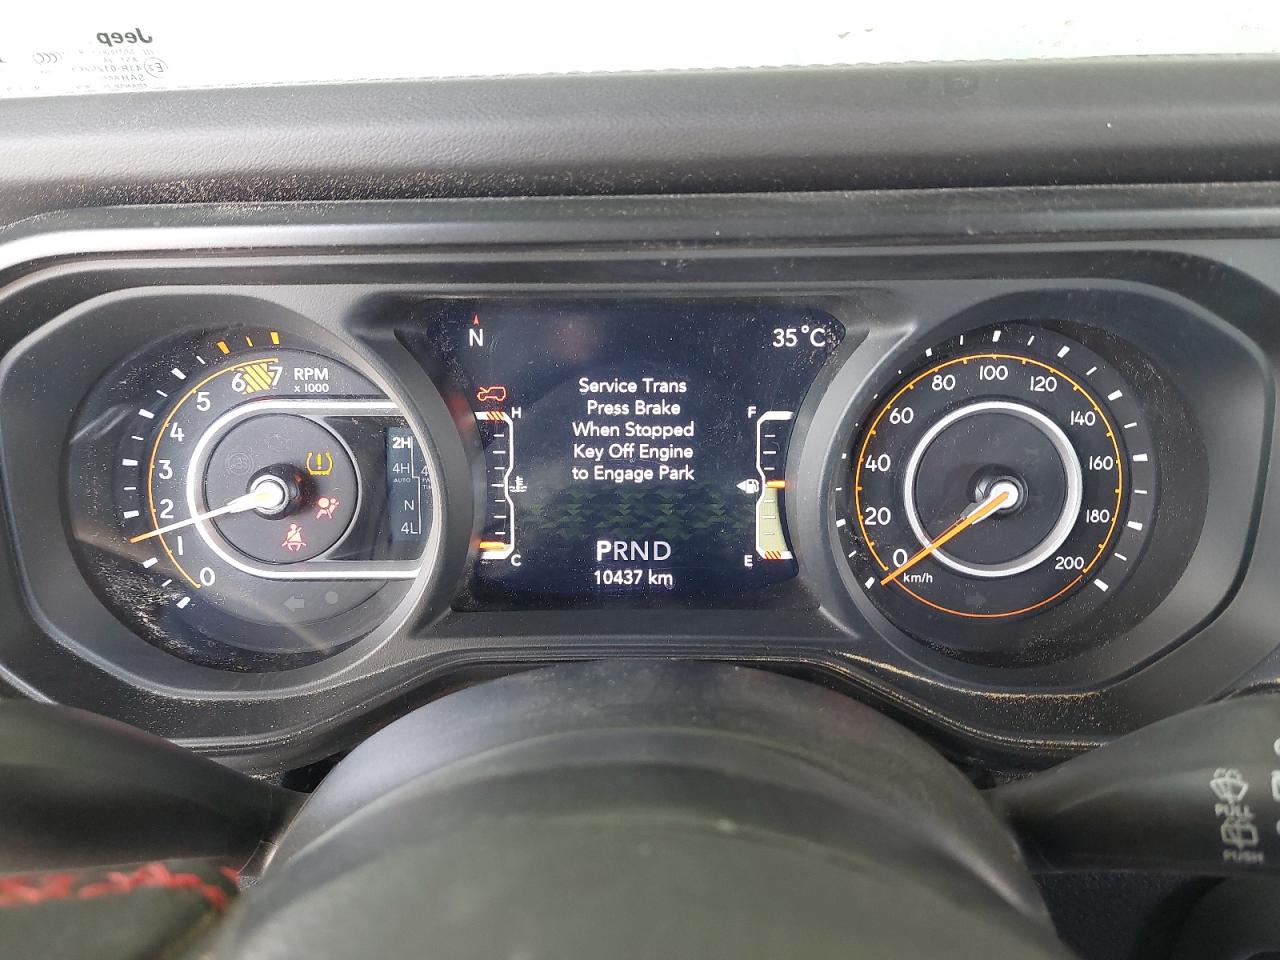 Jeep
N
35°C
Service Trans
Press Brake
When Stopped
Key Off Engine
to Engage Park
H
C
F
E
PRND
10437 km
RPM
x 1000
0
1
2
3
4
5
6
7
2H
4H
AUTO
N
4L
ABS
0
20
40
60
80
100
120
140
160
180
200
km/h
PULL
PUSH